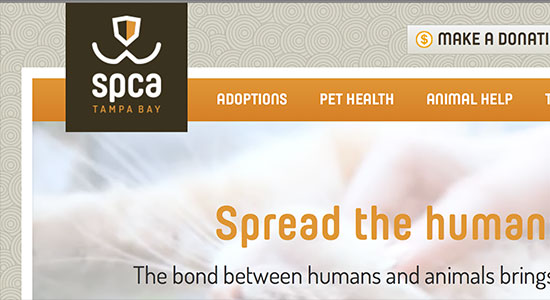 spca
TAMPA BAY
$ MAKE A DONATI
ADOPTIONS PET HEALTH ANIMAL HELP T
Spread the human
The bond between humans and animals brings